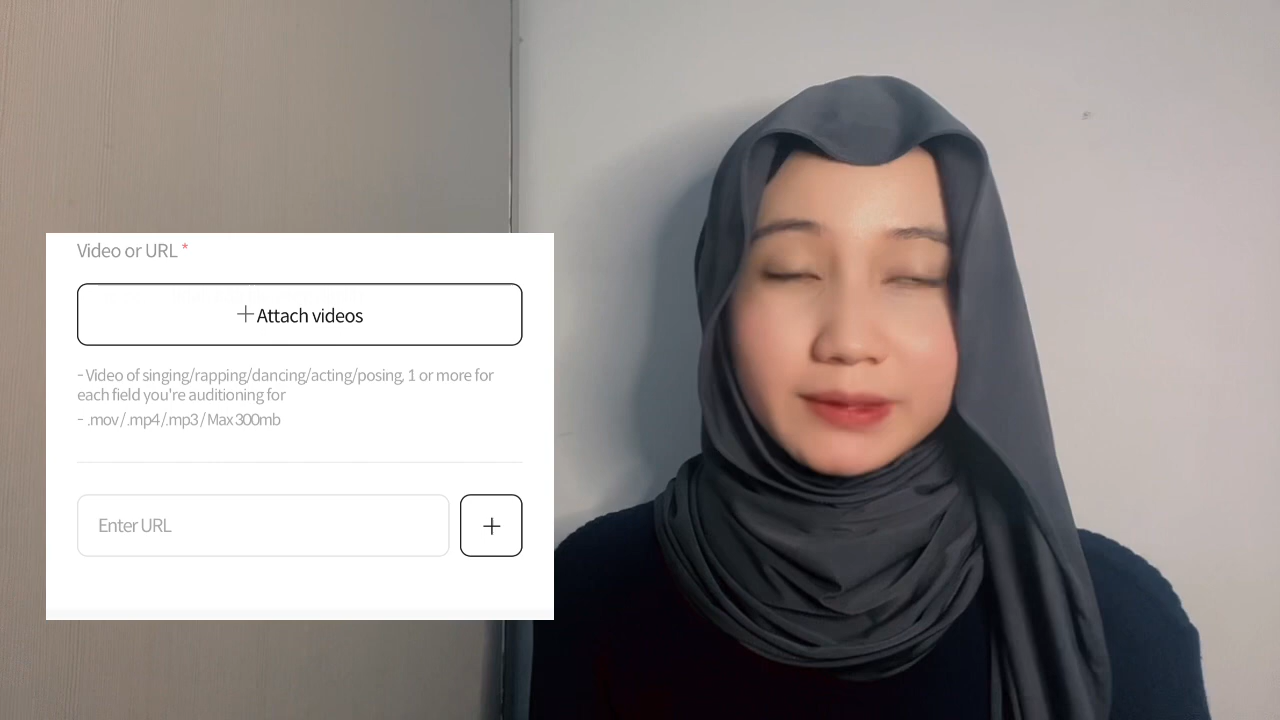 Video or URL *
+ Attach videos
- Video of singing/rapping/dancing/acting/posing, 1 or more for
each field you're auditioning for
- .mov/.mp4/.mp3 / Max 300mb
Enter URL
+